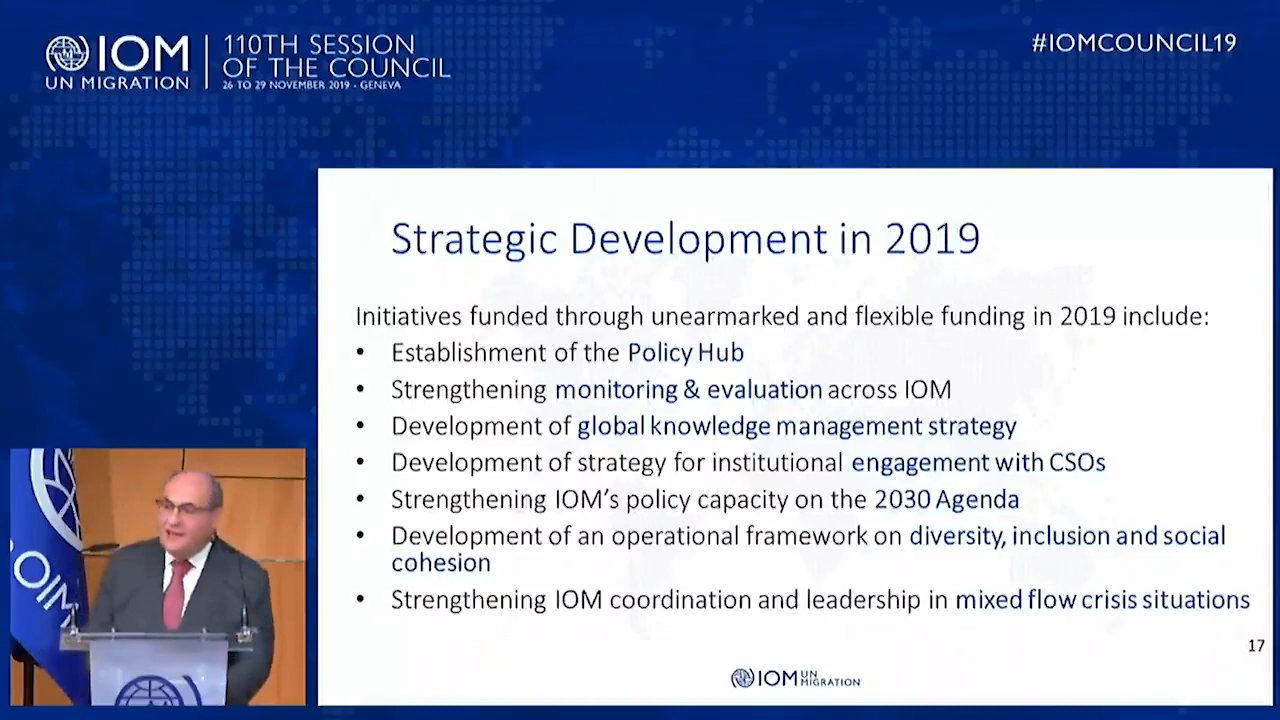 IOM
UN MIGRATION
110TH SESSION
OF THE COUNCIL
26 TO 29 NOVEMBER 2019 - GENEVA
#IOMCOUNCIL19
Strategic Development in 2019
Initiatives funded through unearmarked and flexible funding in 2019 include:
• Establishment of the Policy Hub
• Strengthening monitoring & evaluation across IOM
• Development of global knowledge management strategy
• Development of strategy for institutional engagement with CSOs
• Strengthening IOM’s policy capacity on the 2030 Agenda
• Development of an operational framework on diversity, inclusion and social
cohesion
• Strengthening IOM coordination and leadership in mixed flow crisis situations
17
IOM UN
MIGRATION
OIM